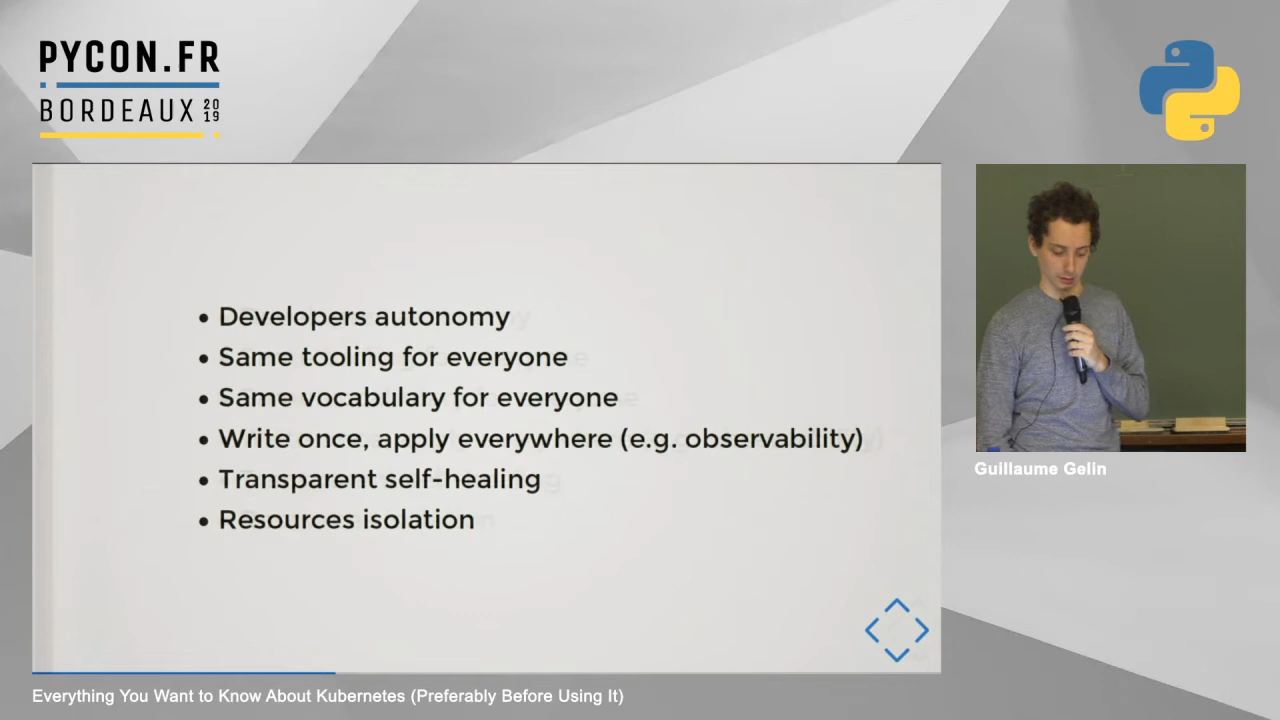 PYCON.FR
BORDEAUX 20 19
• Developers autonomy
• Same tooling for everyone
• Same vocabulary for everyone
• Write once, apply everywhere (e.g. observability)
• Transparent self-healing
• Resources isolation
Guillaume Gelin
Everything You Want to Know About Kubernetes (Preferably Before Using It)